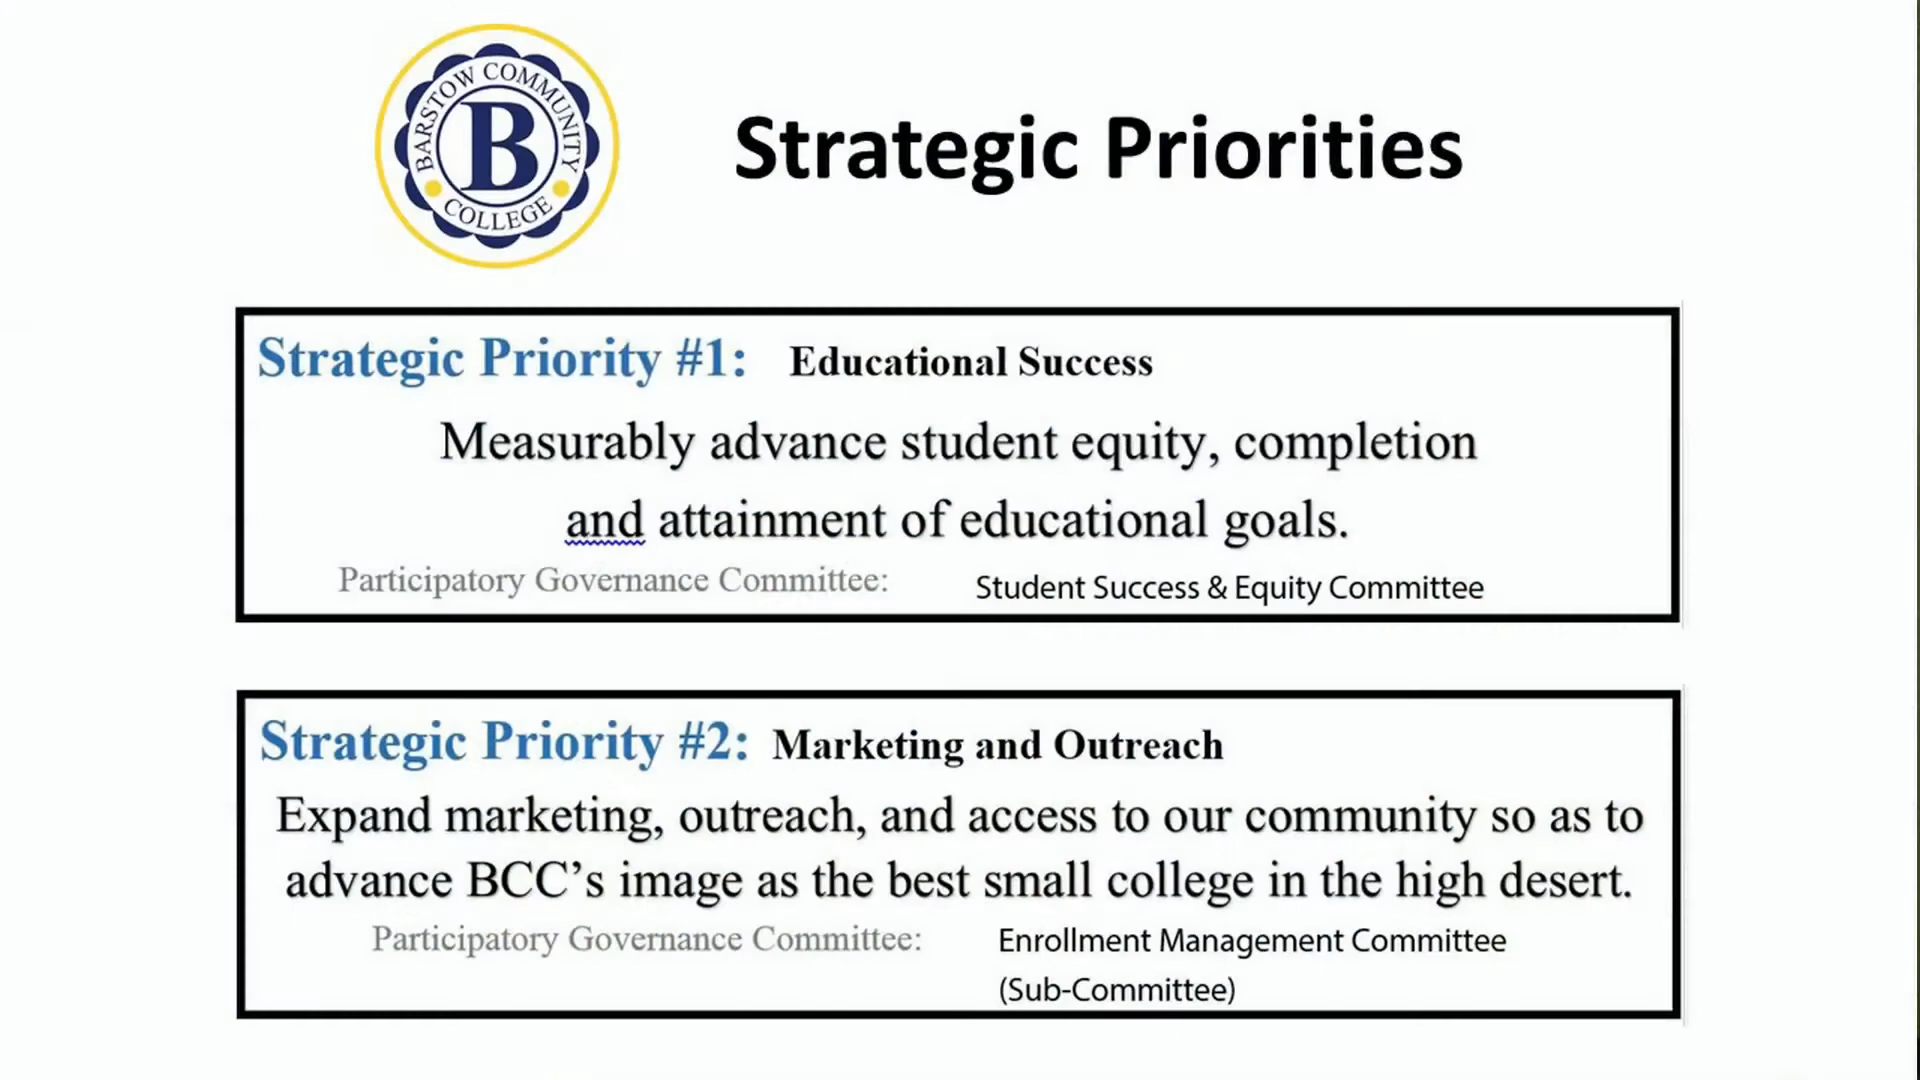 BARSTOW COMMUNITY
B
COLLEGE
Strategic Priorities
Strategic Priority #1: Educational Success
Measurably advance student equity, completion
and attainment of educational goals.
Participatory Governance Committee: Student Success & Equity Committee
Strategic Priority #2: Marketing and Outreach
Expand marketing, outreach, and access to our community so as to
advance BCC’s image as the best small college in the high desert.
Participatory Governance Committee: Enrollment Management Committee
(Sub-Committee)